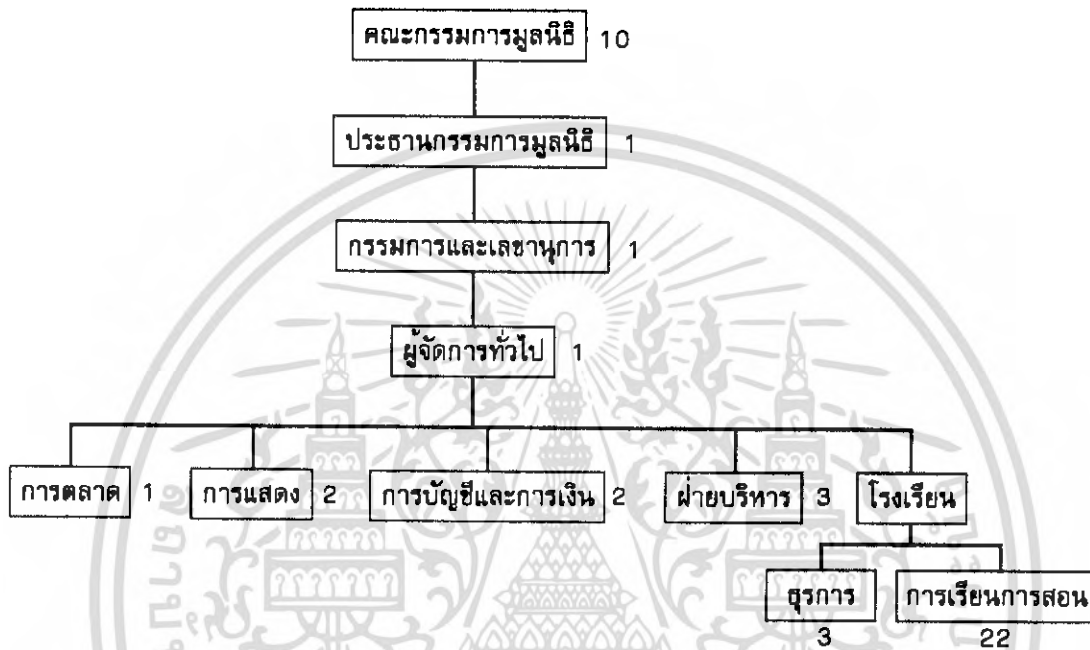 คณะกรรมการมูลนิธิ 10
ประธานกรรมการมูลนิธิ 1
กรรมการและเลขานุการ 1
ผู้จัดการทั่วไป 1
การตลาด 1 การแสดง 2 การบัญชีและการเงิน 2 ฝ่ายบริหาร 3 โรงเรียน
ธุรการ การเรียนการสอน
3 22